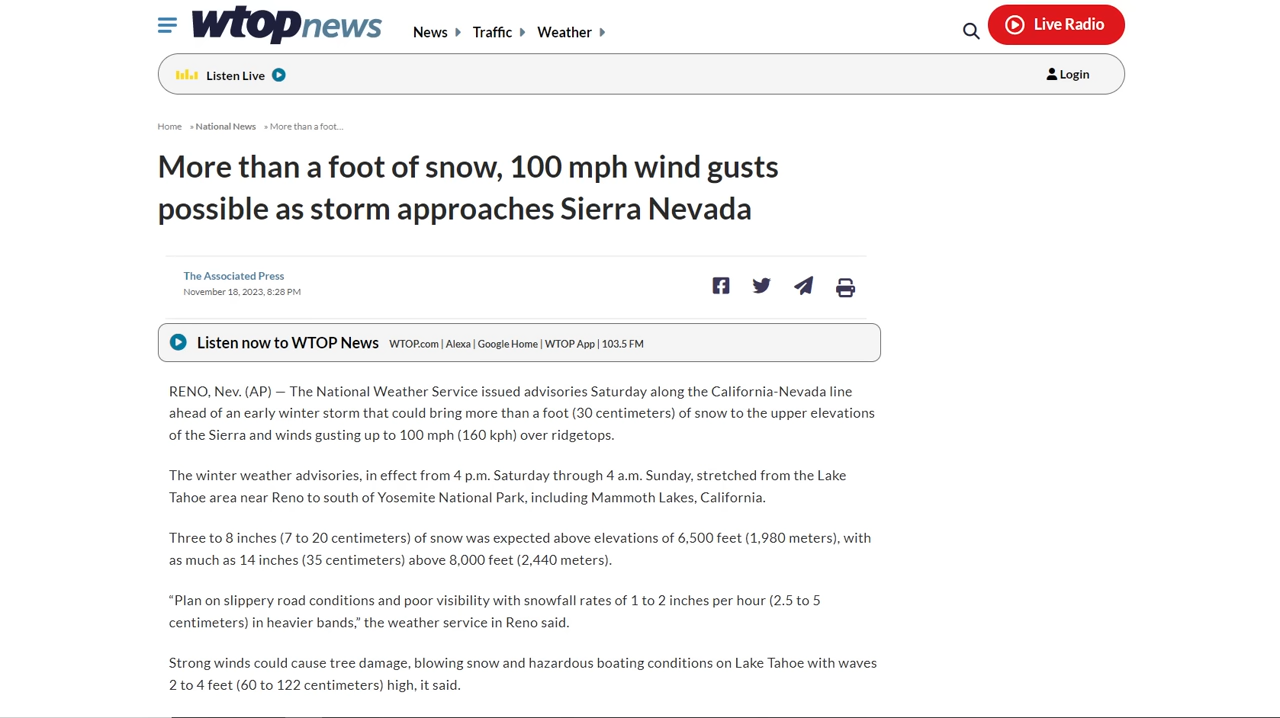 wtopnews News Traffic Weather Live Radio
Listen Live Login
Home » National News » More than a foot...
More than a foot of snow, 100 mph wind gusts
possible as storm approaches Sierra Nevada
The Associated Press
November 18, 2023, 8:28 PM
Listen now to WTOP News WTOP.com | Alexa | Google Home | WTOP App | 103.5 FM
RENO, Nev. (AP) — The National Weather Service issued advisories Saturday along the California-Nevada line
ahead of an early winter storm that could bring more than a foot (30 centimeters) of snow to the upper elevations
of the Sierra and winds gusting up to 100 mph (160 kph) over ridgetops.
The winter weather advisories, in effect from 4 p.m. Saturday through 4 a.m. Sunday, stretched from the Lake
Tahoe area near Reno to south of Yosemite National Park, including Mammoth Lakes, California.
Three to 8 inches (7 to 20 centimeters) of snow was expected above elevations of 6,500 feet (1,980 meters), with
as much as 14 inches (35 centimeters) above 8,000 feet (2,440 meters).
“Plan on slippery road conditions and poor visibility with snowfall rates of 1 to 2 inches per hour (2.5 to 5
centimeters) in heavier bands,” the weather service in Reno said.
Strong winds could cause tree damage, blowing snow and hazardous boating conditions on Lake Tahoe with waves
2 to 4 feet (60 to 122 centimeters) high, it said.